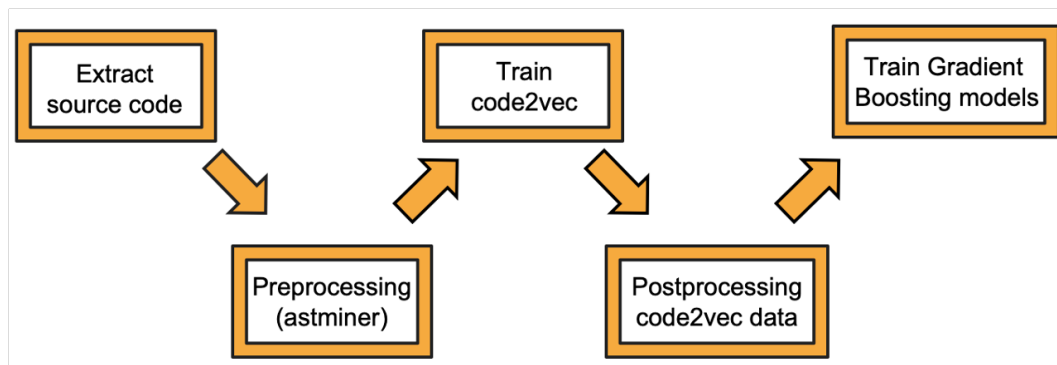 Extract
source code
Preprocessing
(astminer)
Train
code2vec
Postprocessing
code2vec data
Train Gradient
Boosting models